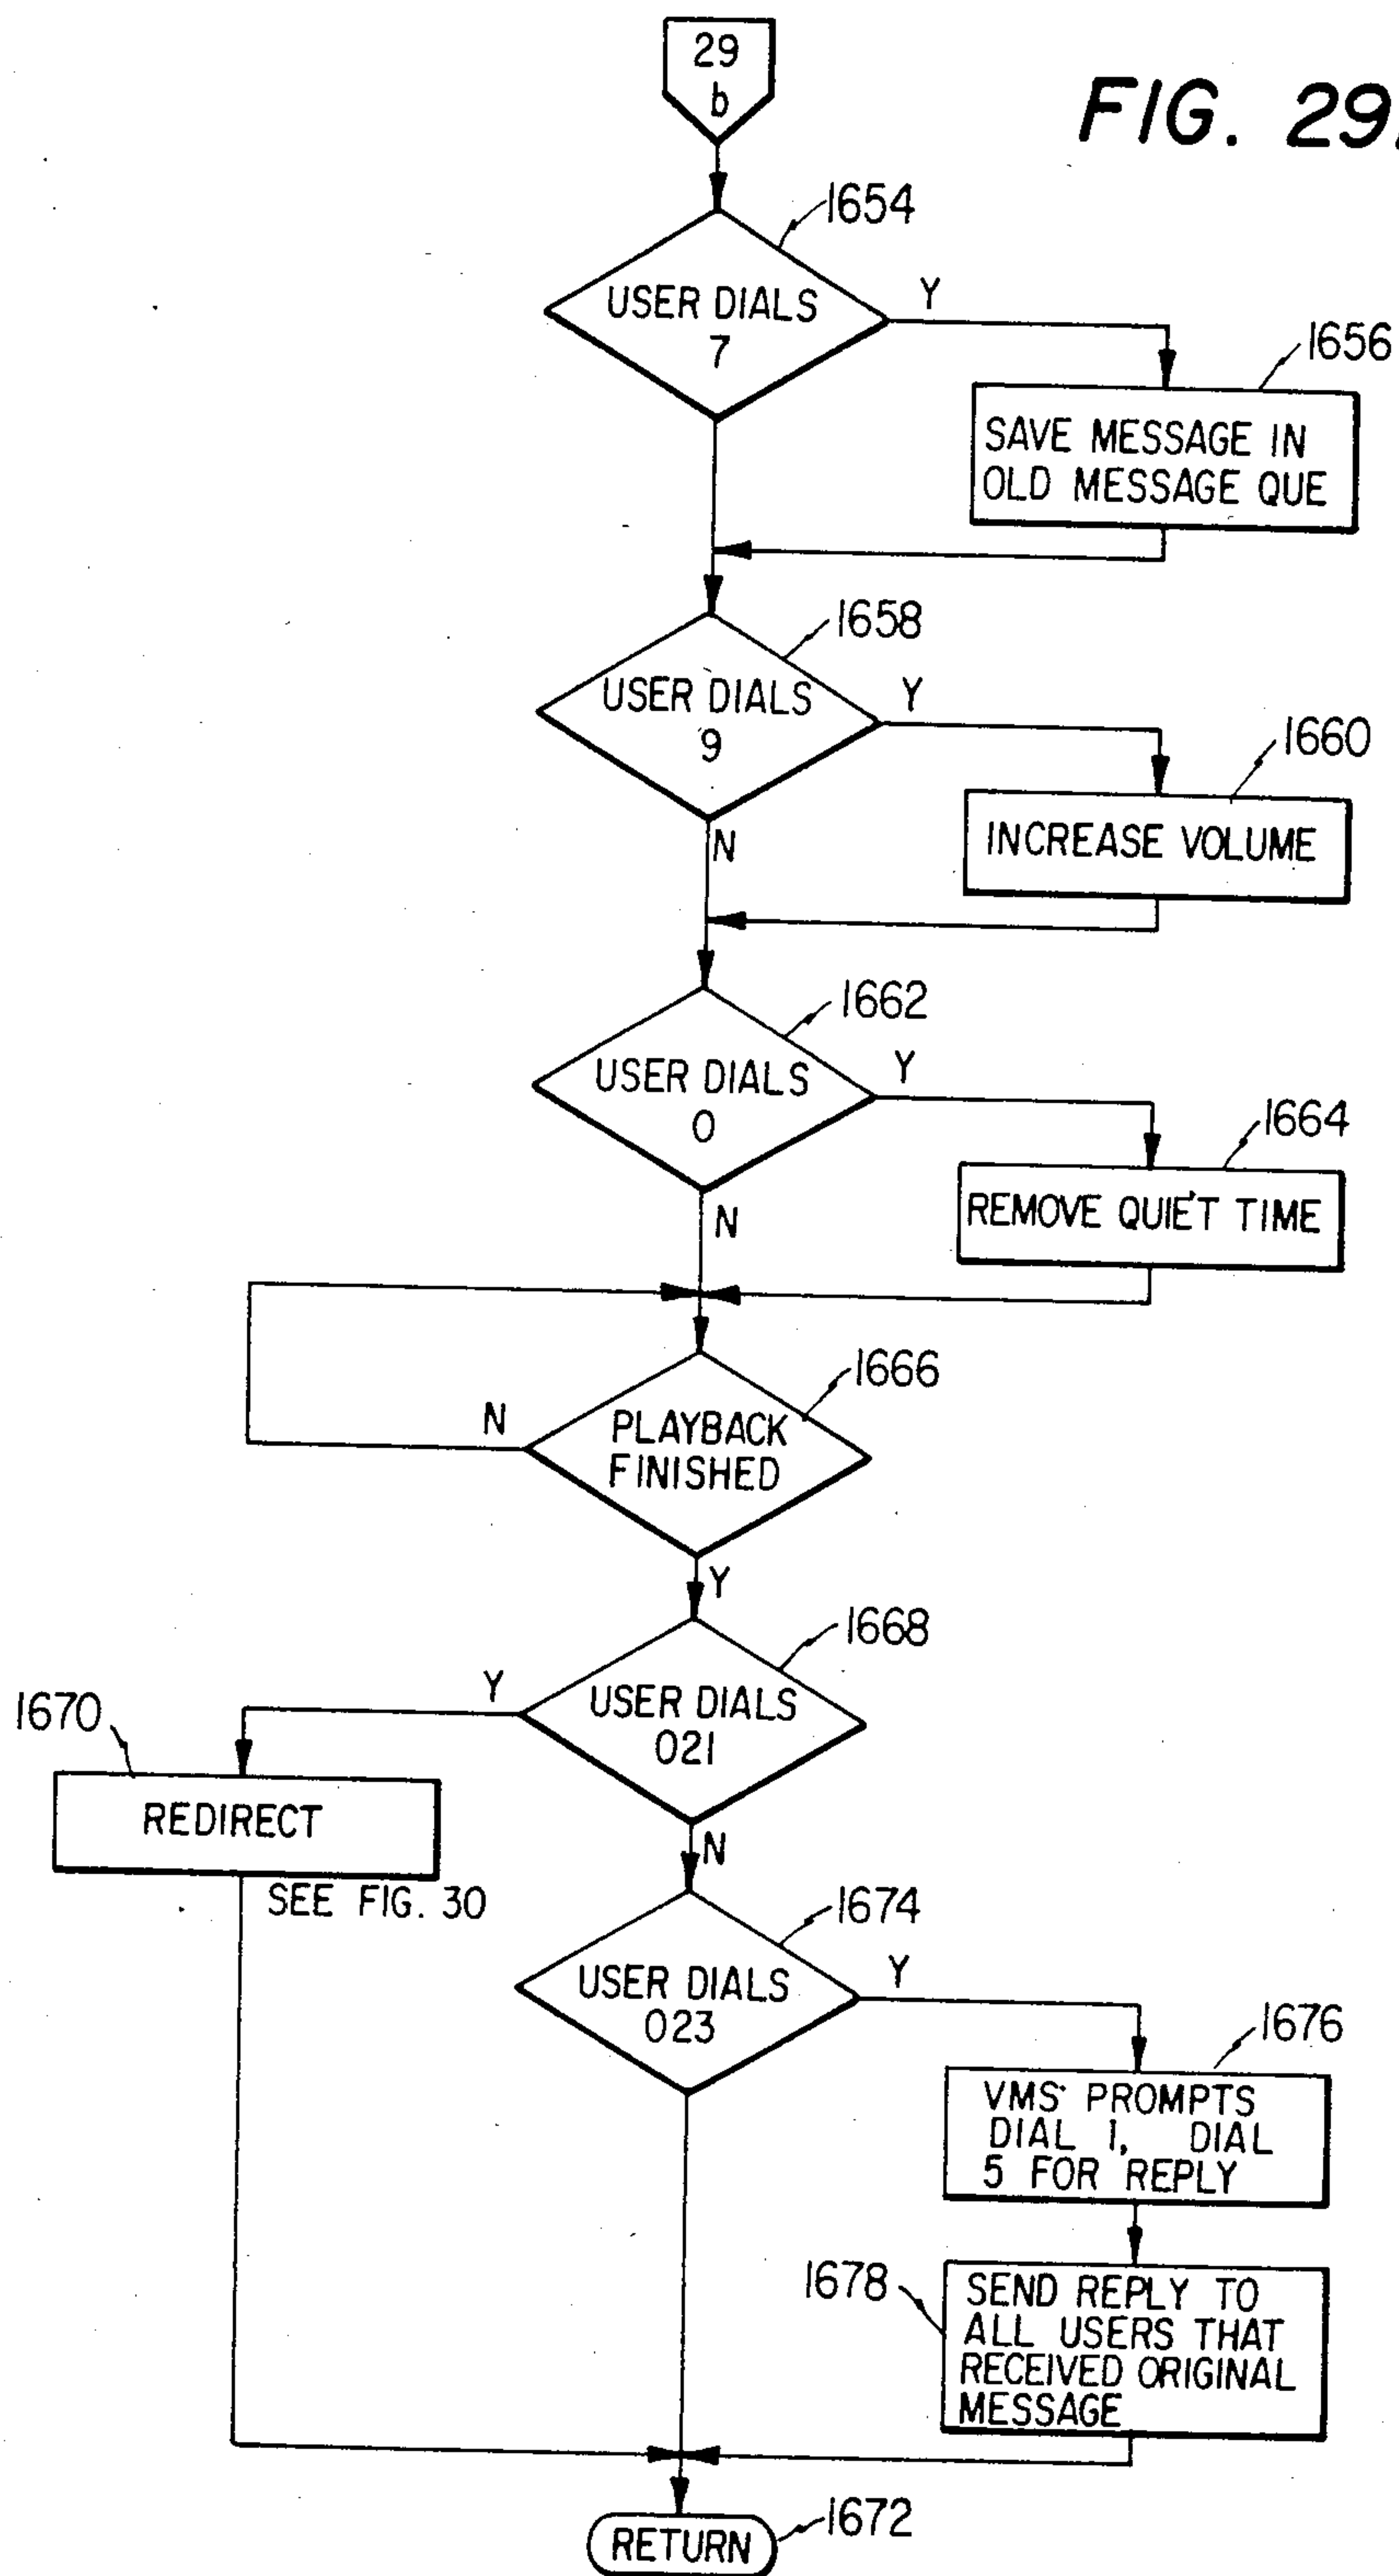 29
b
FIG. 29
1654
USER DIALS
7
Y
1656
SAVE MESSAGE IN
OLD MESSAGE QUE
1658
USER DIALS
9
Y
1660
INCREASE VOLUME
N
1662
USER DIALS
0
Y
1664
REMOVE QUIET TIME
N
1666
N
PLAYBACK
FINISHED
Y
1668
Y
USER DIALS
021
1670
REDIRECT
SEE FIG. 30
N
1674
USER DIALS
023
Y
1676
VMS PROMPTS
DIAL 1, DIAL
5 FOR REPLY
1678
SEND REPLY TO
ALL USERS THAT
RECEIVED ORIGINAL
MESSAGE
RETURN
1672